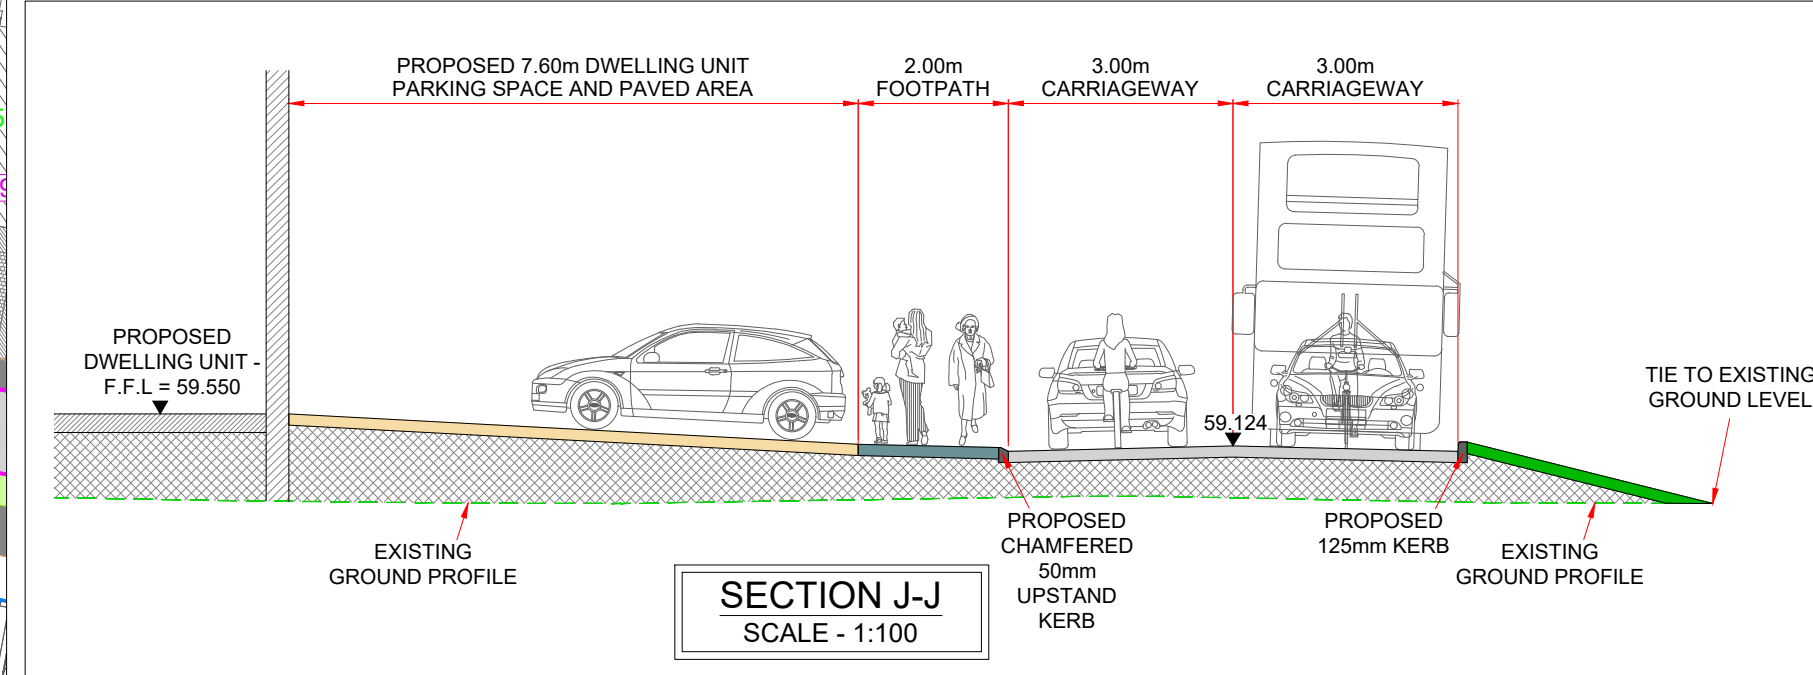 PROPOSED 7.60m DWELLING UNIT
PARKING SPACE AND PAVED AREA
2.00m
FOOTPATH
3.00m
CARRIAGEWAY
3.00m
CARRIAGEWAY
PROPOSED
DWELLING UNIT -
F.F.L = 59.550
59.124
TIE TO EXISTING
GROUND LEVEL
EXISTING
GROUND PROFILE
PROPOSED
CHAMFERED
50mm
UPSTAND
KERB
PROPOSED
125mm KERB
EXISTING
GROUND PROFILE
SECTION J-J
SCALE - 1:100